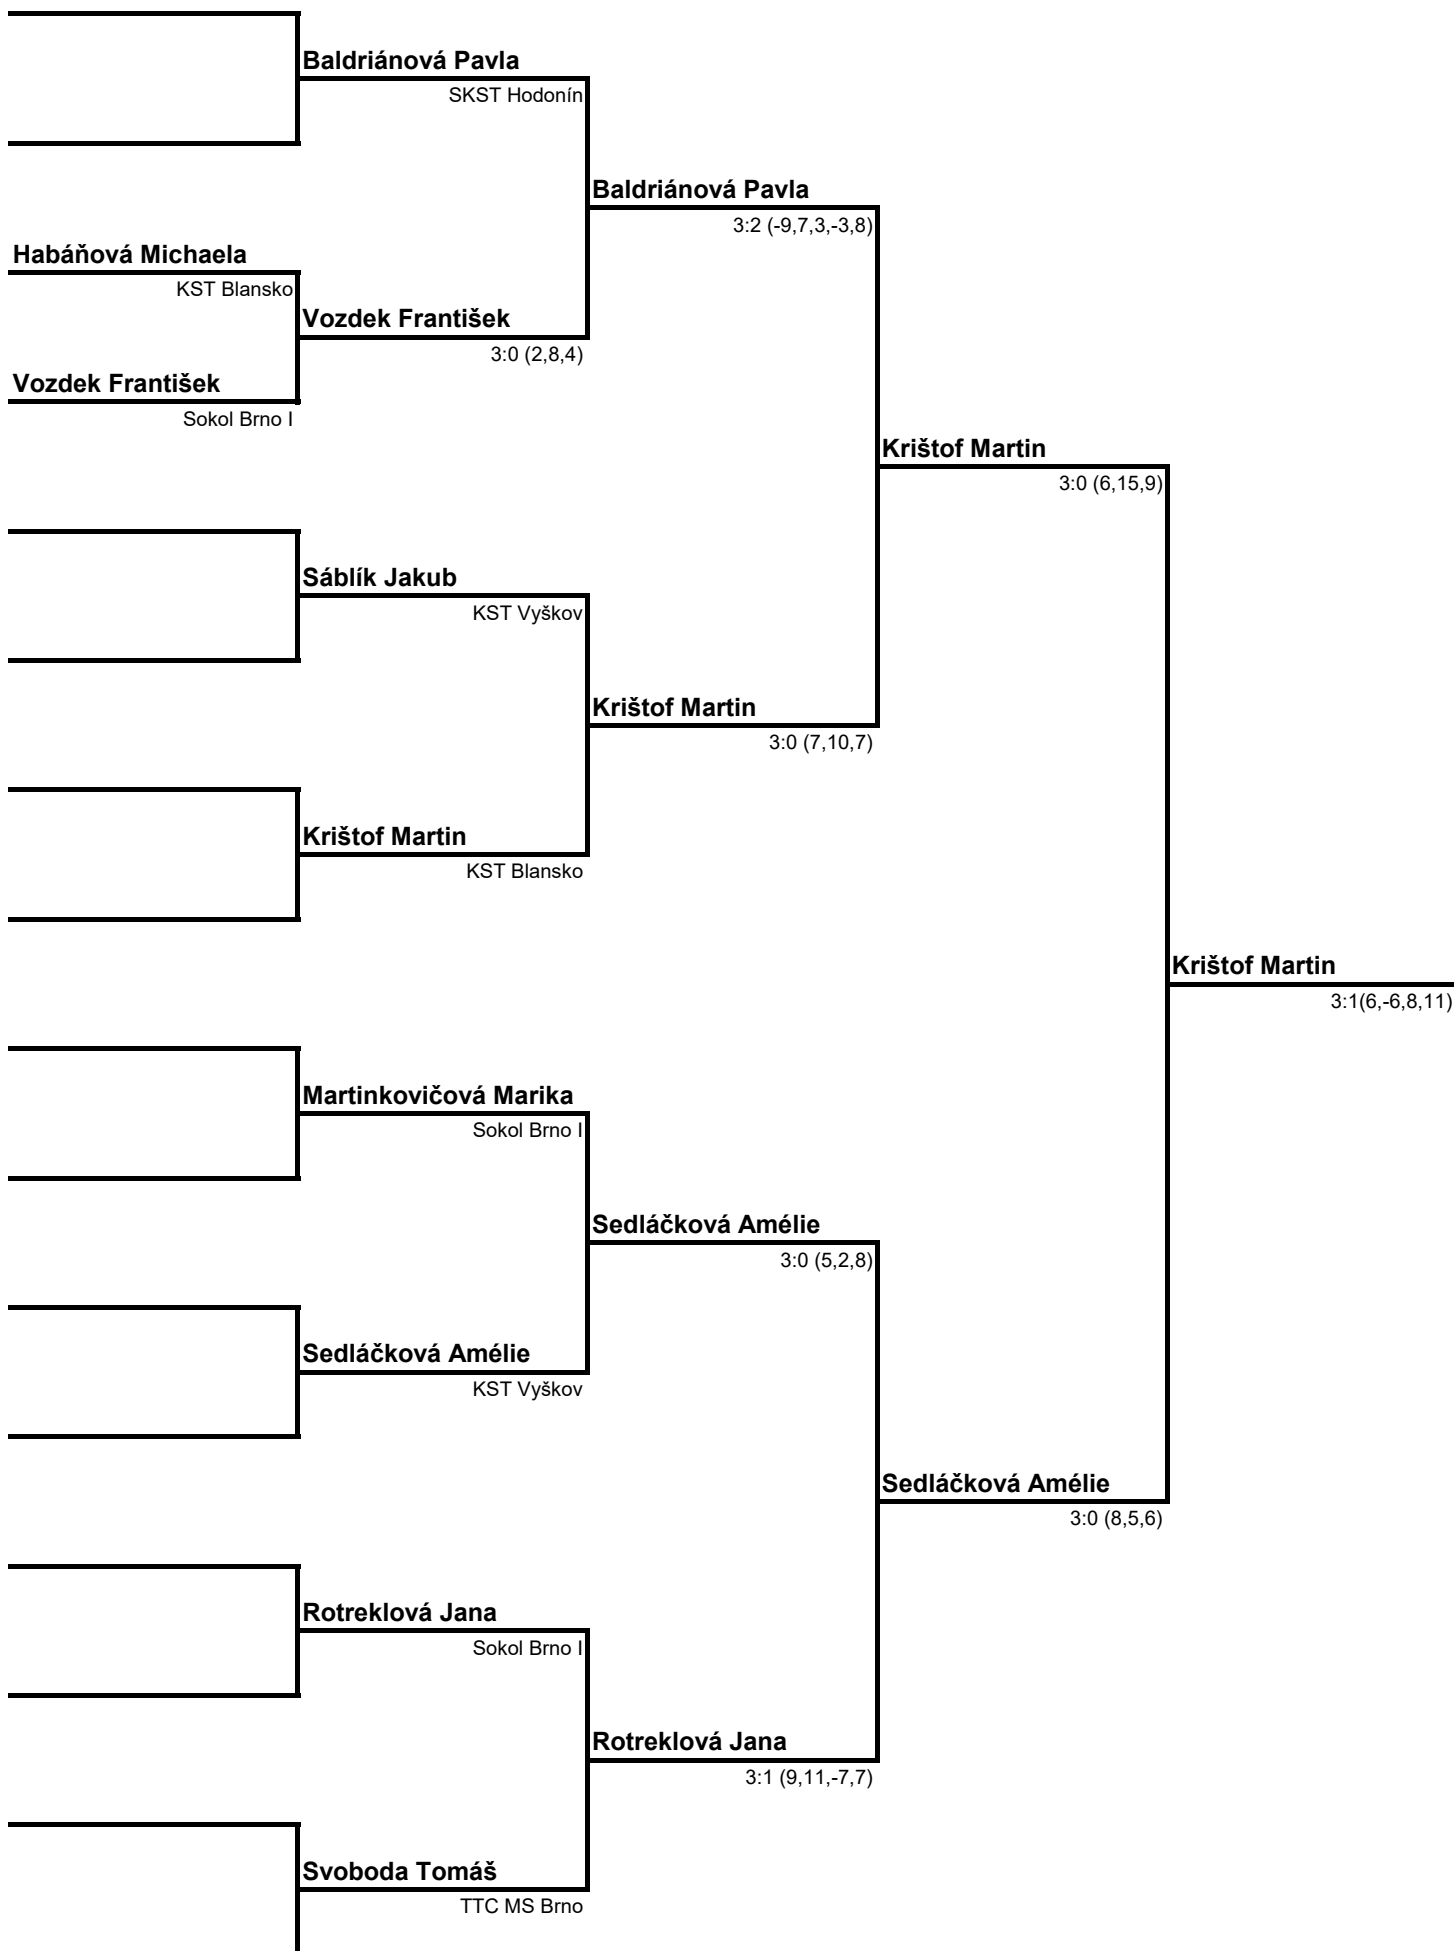 Baldriánová Pavla
SKST Hodonín
Baldriánová Pavla
3:2 (-9,7,3,-3,8)
Habáňová Michaela
KST Blansko
Vozdek František
3:0 (2,8,4)
Vozdek František
Sokol Brno I
Krištof Martin
3:0 (6,15,9)
Sáblík Jakub
KST Vyškov
Krištof Martin
3:0 (7,10,7)
Krištof Martin
KST Blansko
Krištof Martin
3:1(6,-6,8,11)
Martinkovičová Marika
Sokol Brno I
Sedláčková Amélie
3:0 (5,2,8)
Sedláčková Amélie
KST Vyškov
Sedláčková Amélie
3:0 (8,5,6)
Rotreklová Jana
Sokol Brno I
Rotreklová Jana
3:1 (9,11,-7,7)
Svoboda Tomáš
TTC MS Brno